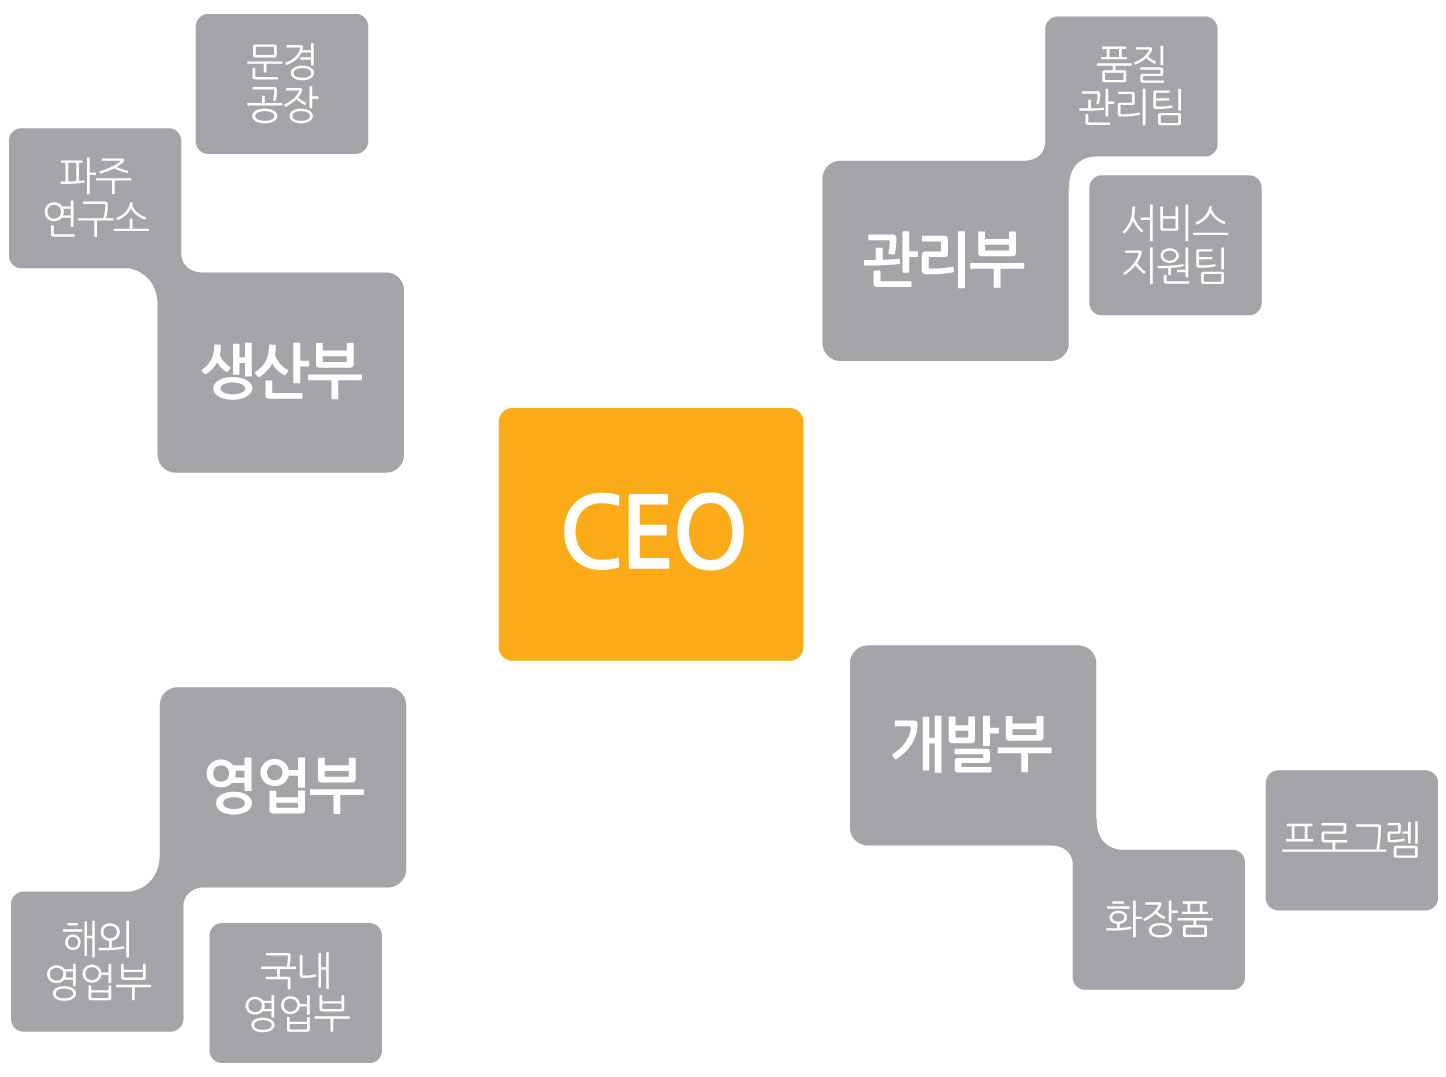 문경
공장
파주
연구소
생산부
품질
관리팀
관리부
서비스
지원팀
CEO
영업부
해외
영업부
국내
영업부
개발부
화장품
프로그렘